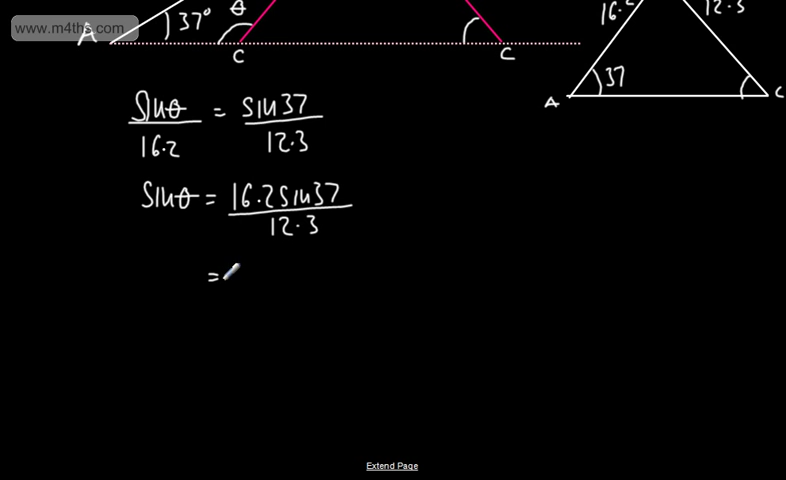 www.m4ths.com
A 37° θ C C
16.2 12.3
A 37 C
Sinθ/16.2 = sin37/12.3
Sinθ = 16.2sin37/12.3
=
Extend Page